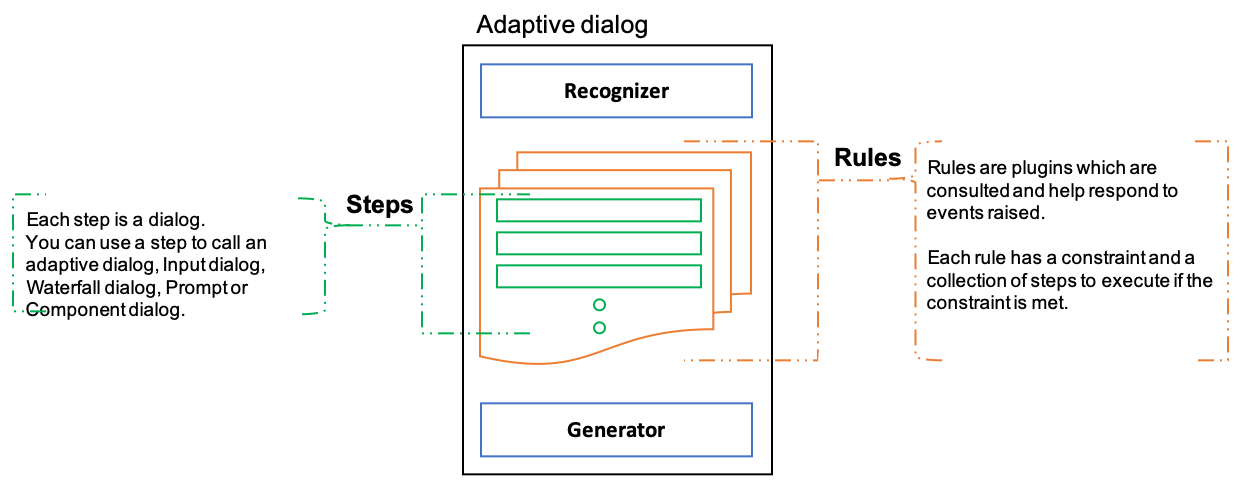 Adaptive dialog
Recognizer
Steps
Each step is a dialog.
You can use a step to call an
adaptive dialog, Input dialog,
Waterfall dialog, Prompt or
Component dialog.
Rules
Rules are plugins which are
consulted and help respond to
events raised.
Each rule has a constraint and a
collection of steps to execute if the
constraint is met.
Generator